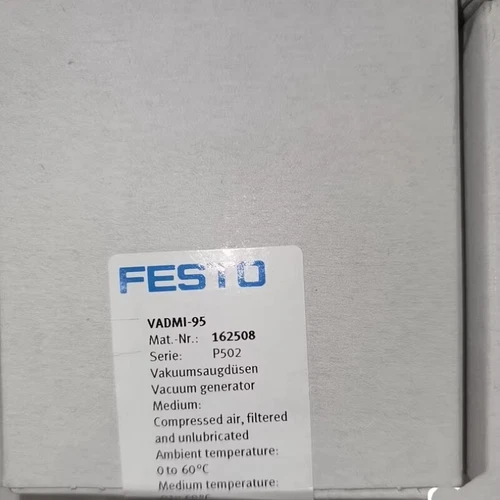 FESTO
VADMI-95
Mat.-Nr.: 162508
Serie: P502
Vakuumsaugdüsen
Vacuum generator
Medium:
Compressed air, filtered
and unlubricated
Ambient temperature:
0 to 60°C
Medium temperature: